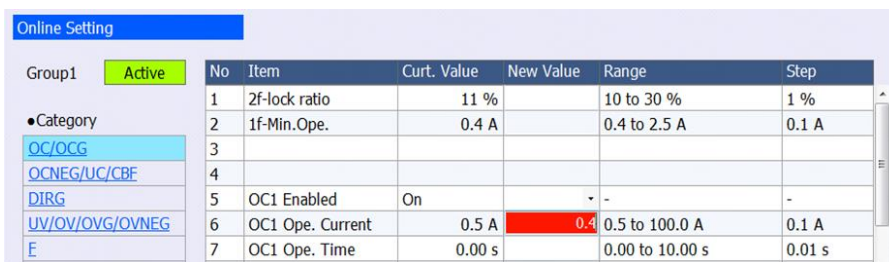 Online Setting
Group1 Active
●Category
OC/OCG
OCNEG/UC/CBF
DIRG
UV/OV/OVG/OVNEG
F
No Item Curt. Value New Value Range Step
1 2f-lock ratio 11 % 10 to 30 % 1 %
2 1f-Min.Ope. 0.4 A 0.4 to 2.5 A 0.1 A
3
4
5 OC1 Enabled On - -
6 OC1 Ope. Current 0.5 A 0.4 0.5 to 100.0 A 0.1 A
7 OC1 Ope. Time 0.00 s 0.00 to 10.00 s 0.01 s